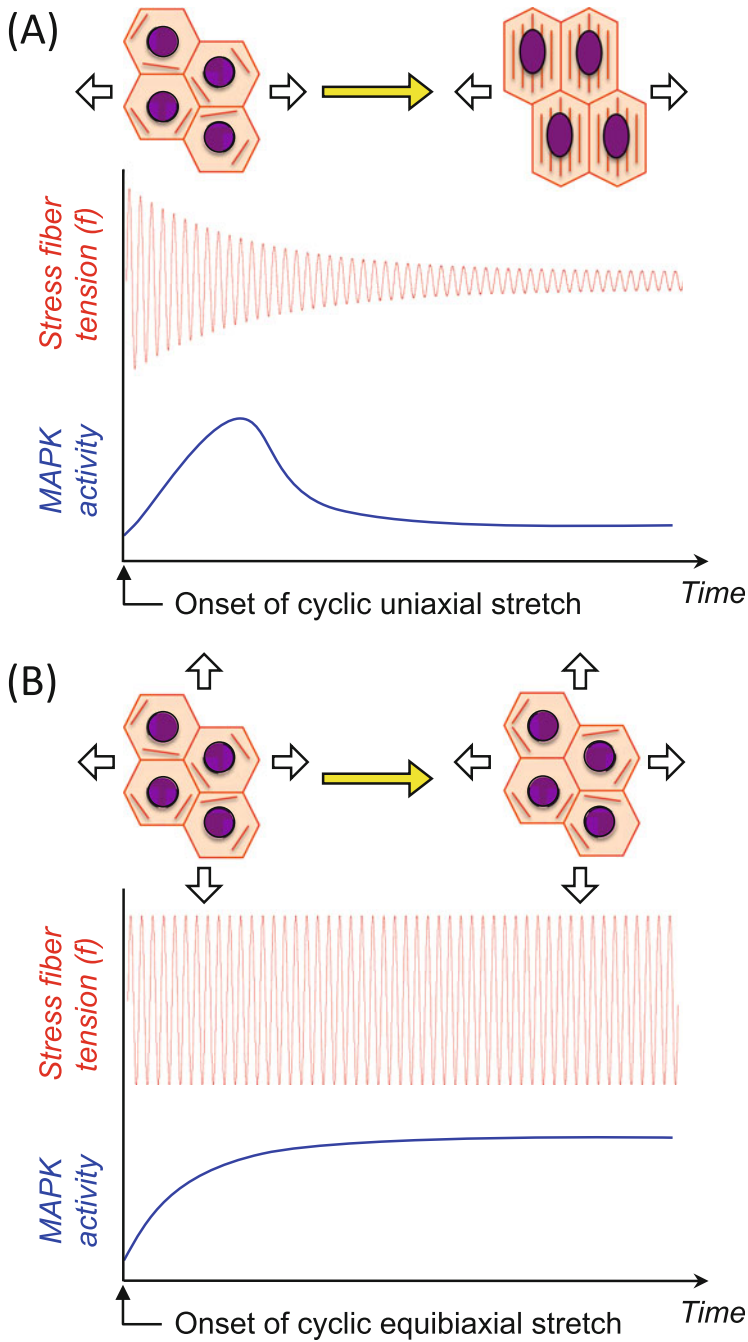 (A)
Stress fiber
tension (f)
MAPK
activity
Time
Onset of cyclic uniaxial stretch
(B)
Stress fiber
tension (f)
MAPK
activity
Time
Onset of cyclic equibiaxial stretch